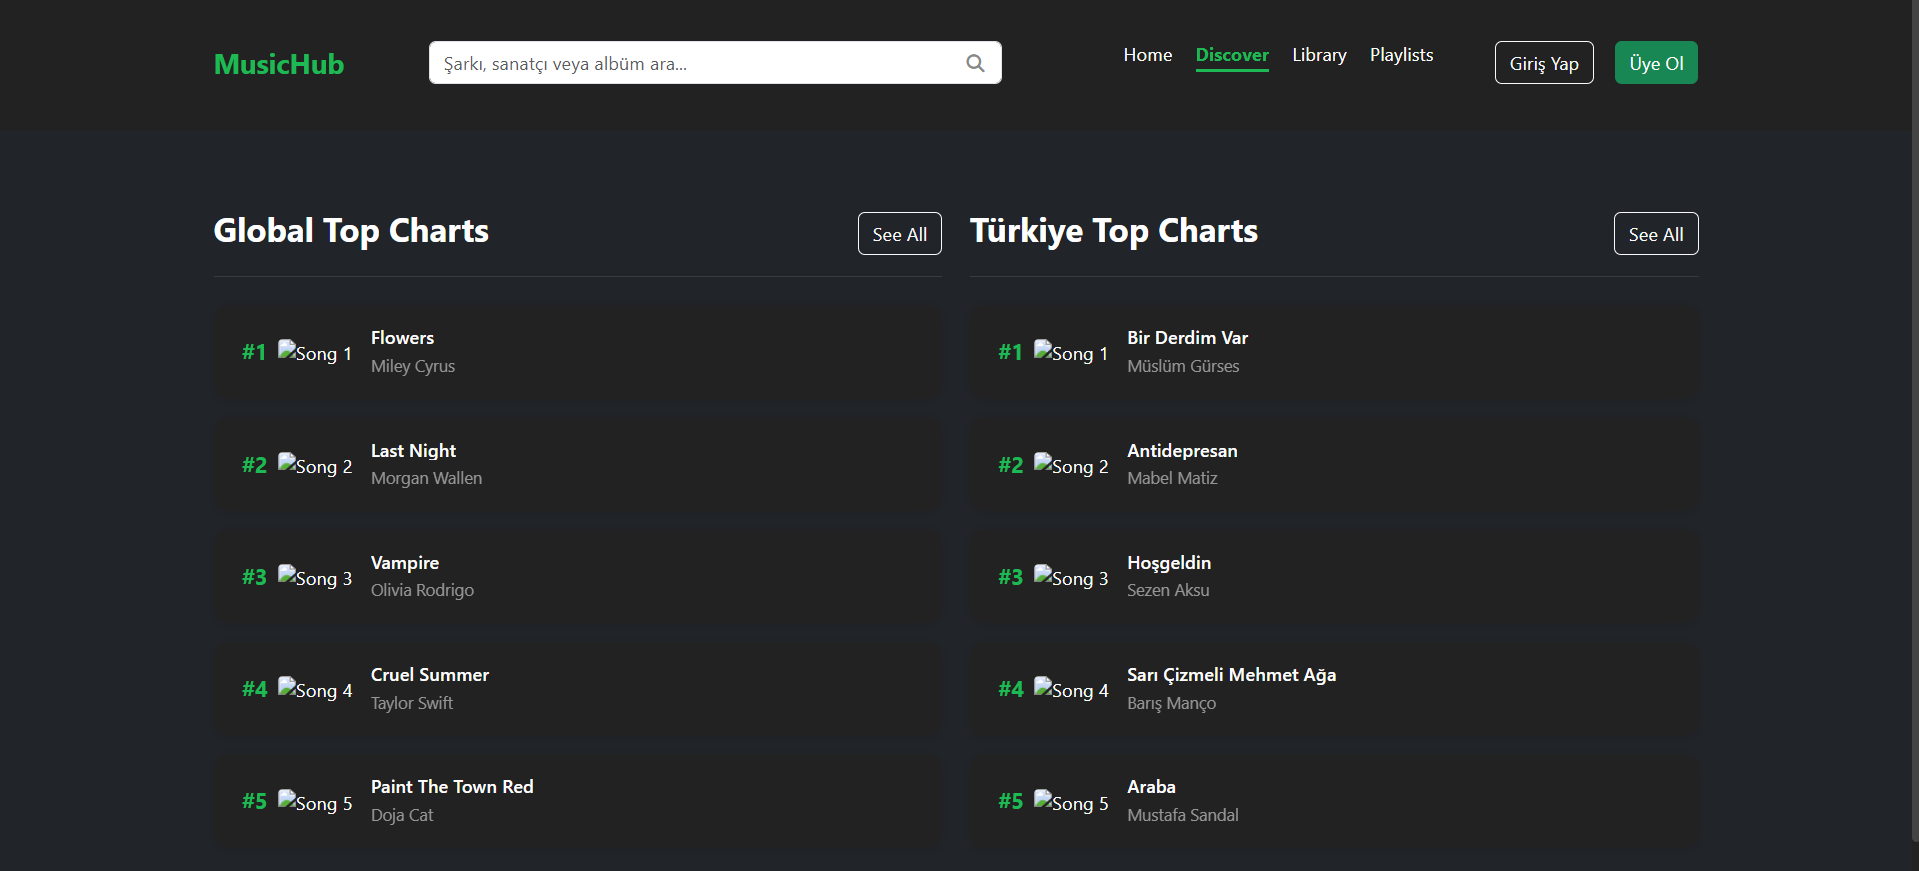 MusicHub
Şarkı, sanatçı veya albüm ara...
Home Discover Library Playlists
Giriş Yap
Üye Ol
Global Top Charts
See All
#1 Song 1
Flowers
Miley Cyrus
#2 Song 2
Last Night
Morgan Wallen
#3 Song 3
Vampire
Olivia Rodrigo
#4 Song 4
Cruel Summer
Taylor Swift
#5 Song 5
Paint The Town Red
Doja Cat
Türkiye Top Charts
See All
#1 Song 1
Bir Derdim Var
Müslüm Gürses
#2 Song 2
Antidepresan
Mabel Matiz
#3 Song 3
Hoşgeldin
Sezen Aksu
#4 Song 4
Sarı Çizmeli Mehmet Ağa
Barış Manço
#5 Song 5
Araba
Mustafa Sandal